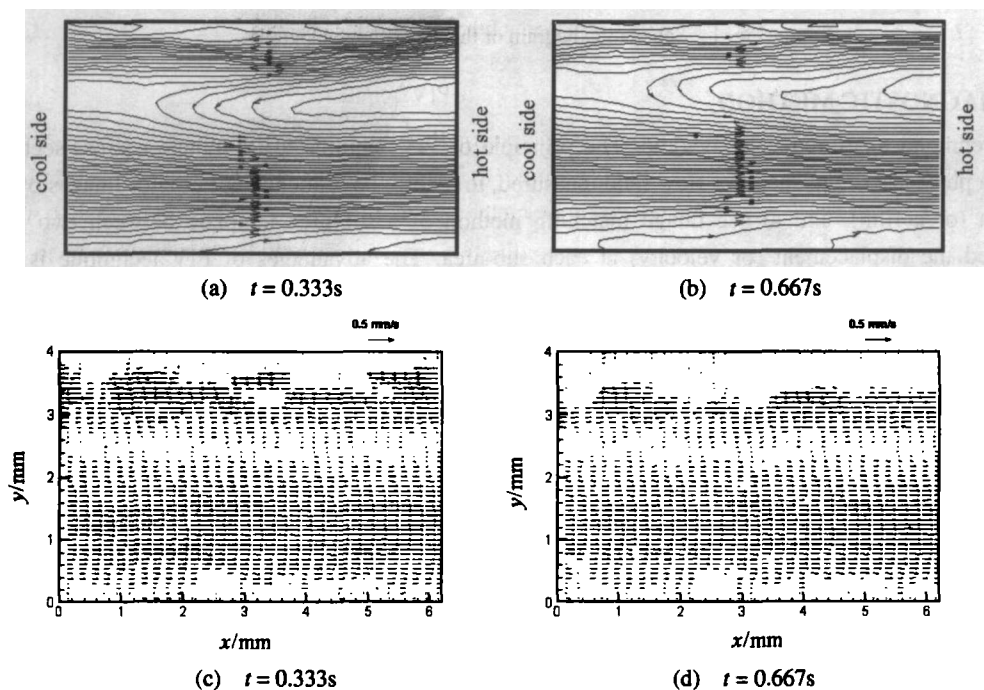 cool side
hot side
cool side
hot side
(a) t = 0.333s
(b) t = 0.667s
0.5 mm/s
0.5 mm/s
4
3
2
1
0
y/mm
0 1 2 3 4 5 6
x/mm
4
3
2
1
0
y/mm
0 1 2 3 4 5 6
x/mm
(c) t = 0.333s
(d) t = 0.667s